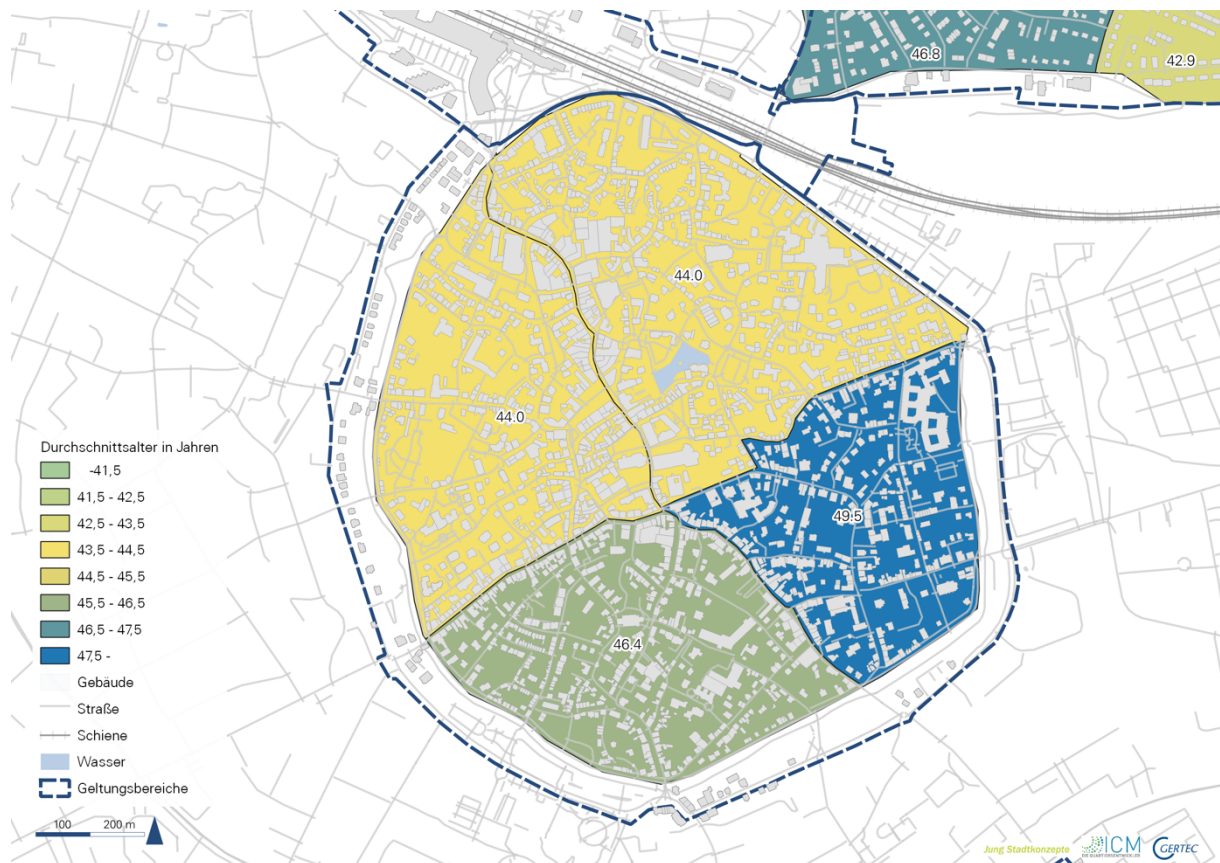 46.8
42.9
44.0
44.0
49.5
46.4
Durchschnittsalter in Jahren
-41,5
41,5 - 42,5
42,5 - 43,5
43,5 - 44,5
44,5 - 45,5
45,5 - 46,5
46,5 - 47,5
47,5 -
Gebäude
Straße
Schiene
Wasser
Geltungsbereiche
100 200 m
Jung Stadtkonzepte
ICM
DIE QUARTIERSENTWICKLER
GERTEC